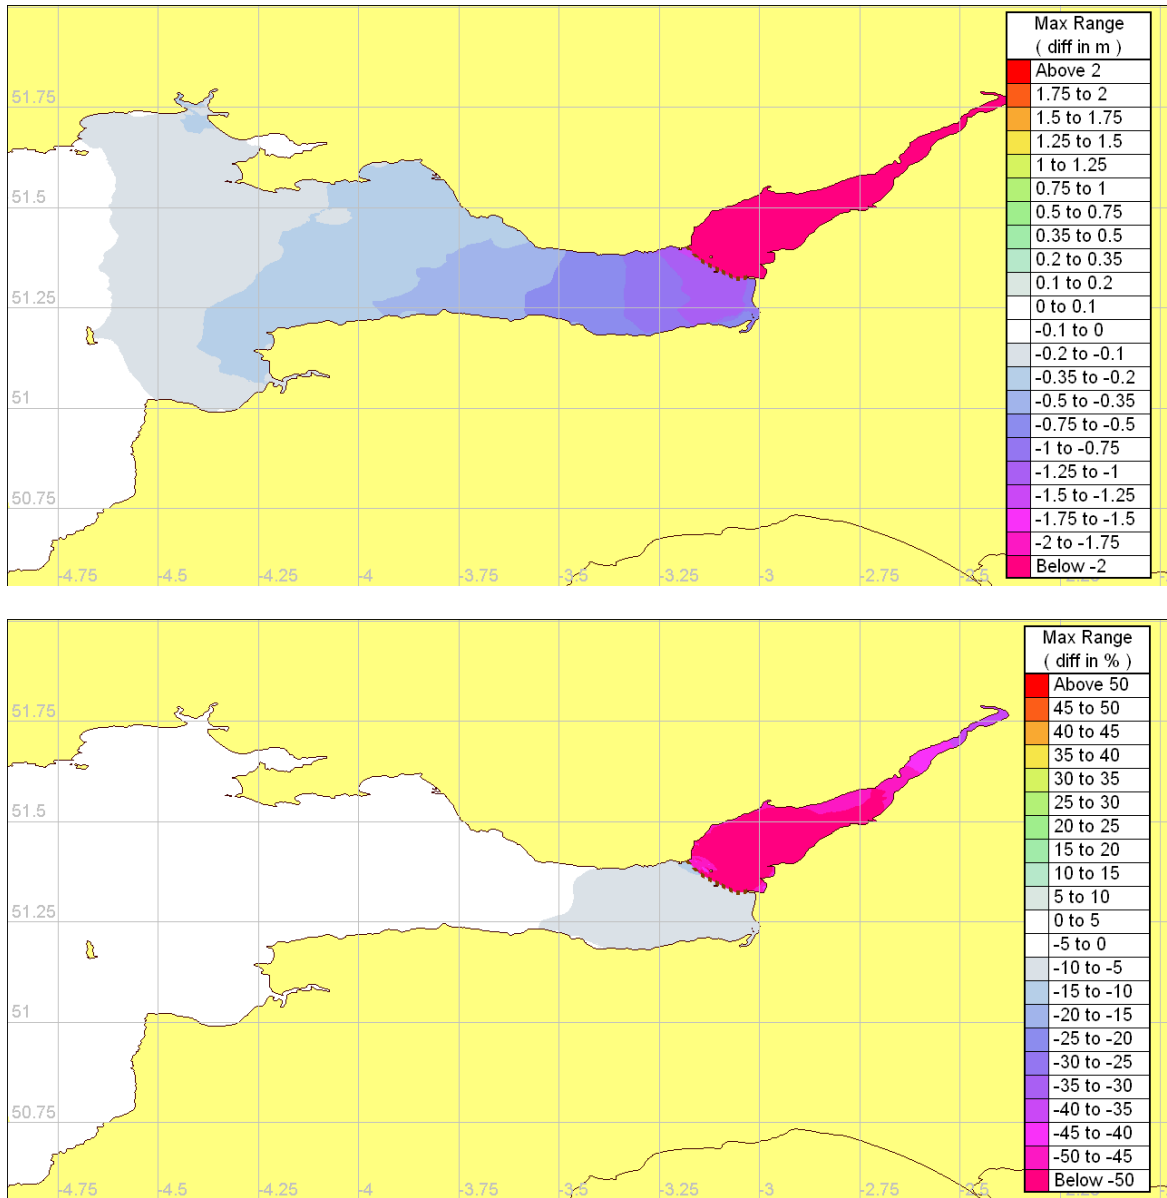 Max Range
( diff in m )
Above 2
1.75 to 2
1.5 to 1.75
1.25 to 1.5
1 to 1.25
0.75 to 1
0.5 to 0.75
0.35 to 0.5
0.2 to 0.35
0.1 to 0.2
0 to 0.1
-0.1 to 0
-0.2 to -0.1
-0.35 to -0.2
-0.5 to -0.35
-0.75 to -0.5
-1 to -0.75
-1.25 to -1
-1.5 to -1.25
-1.75 to -1.5
-2 to -1.75
Below -2
51.75
51.5
51.25
51
50.75
-4.75
-4.5
-4.25
-4
-3.75
-3.5
-3.25
-3
-2.75
-2.5
Max Range
( diff in % )
Above 50
45 to 50
40 to 45
35 to 40
30 to 35
25 to 30
20 to 25
15 to 20
10 to 15
5 to 10
0 to 5
-5 to 0
-10 to -5
-15 to -10
-20 to -15
-25 to -20
-30 to -25
-35 to -30
-40 to -35
-45 to -40
-50 to -45
Below -50
51.75
51.5
51.25
51
50.75
-4.75
-4.5
-4.25
-4
-3.75
-3.5
-3.25
-3
-2.75
-2.5